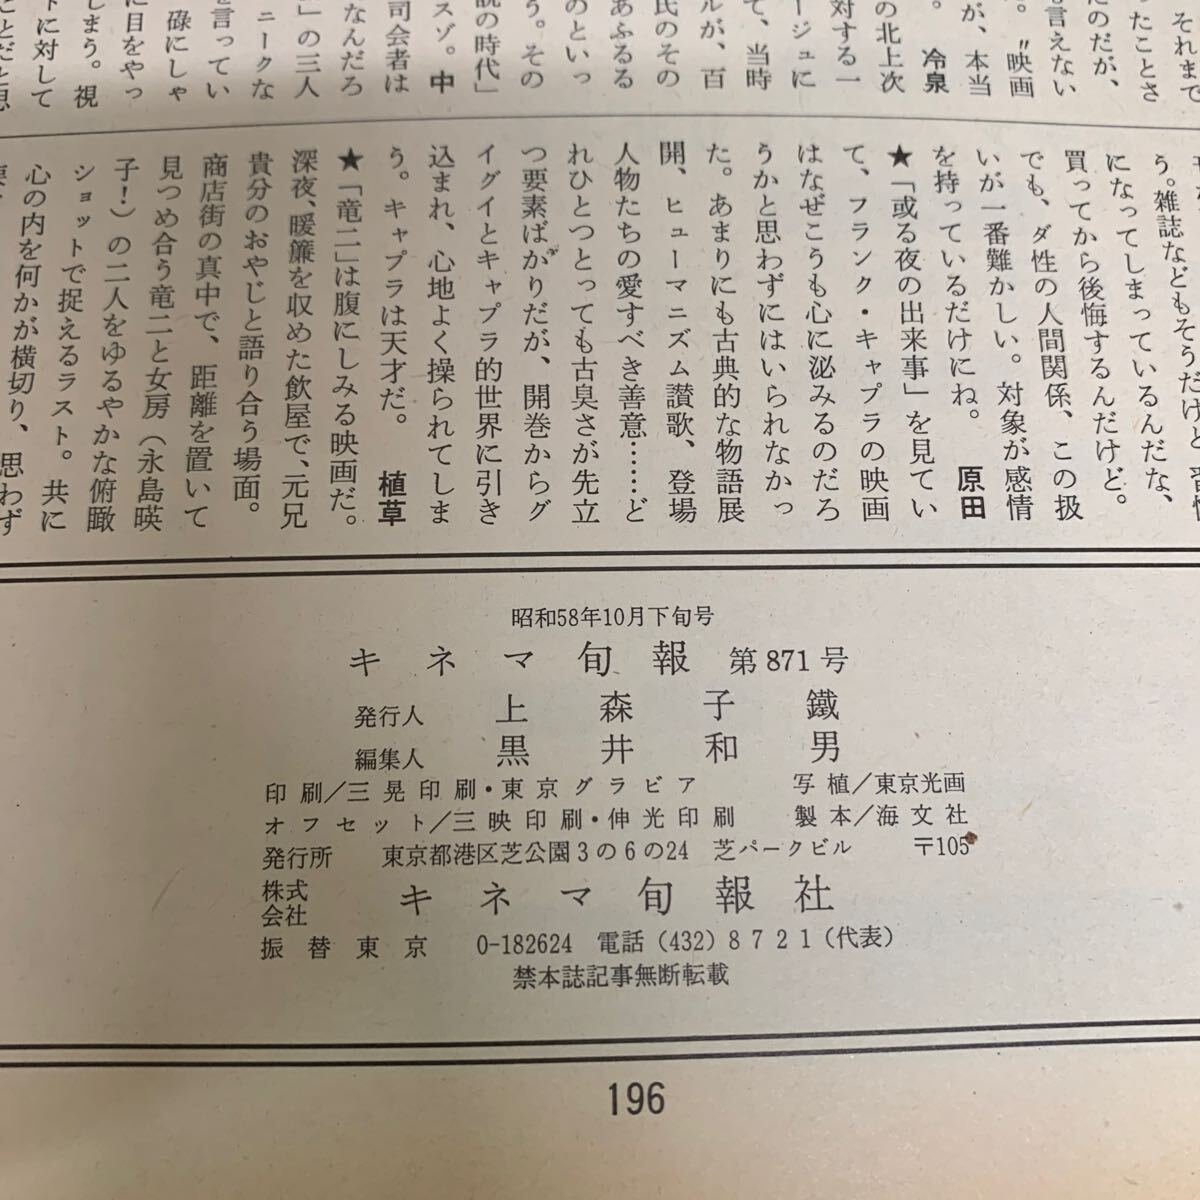 それまで
ったことさ
たのだが、
も言えない
。〝映画
が、本当
。冷泉
の北上次
対する一
ージュに
て、当時
ルが、百
氏のその
あふるる
のといっ
う。その
説の時代」
スゾ。中
司会者は
なんだろ
」の三人
ニークな
を言ってい
碌にしゃ
に目をやっ
しまう。視
トに対して
ことだと思
う。雑誌などもそうだけど、習慣
になってしまっているんだな、
買ってから後悔するんだけど。
でも、ダ性の人間関係、この扱
いが一番難かしい。対象が感情
を持っているだけにね。 原田
★「或る夜の出来事」を見てい
て、フランク・キャプラの映画
はなぜこうも心に泌みるのだろ
うかと思わずにはいられなかっ
た。あまりにも古典的な物語展
開、ヒューマニズム讃歌、登場
人物たちの愛すべき善意……ど
れひとつとっても古臭さが先立
つ要素ばかりだが、開巻からグ
イグイとキャプラ的世界に引き
込まれ、心地よく操られてしま
う。キャプラは天才だ。 植草
★「竜二」は腹にしみる映画だ。
深夜、暖簾を収めた飲屋で、元兄
貴分のおやじと語り合う場面。
商店街の真中で、距離を置いて
見つめ合う竜二と女房（永島暎
子！）の二人をゆるやかな俯瞰
ショットで捉えるラスト。共に
心の内を何かが横切り、思わず
昭和58年10月下旬号
キネマ旬報 第871号
発行人 上森子鐵
編集人 黒井和男
印刷/三晃印刷・東京グラビア 写植/東京光画
オフセット/三映印刷・伸光印刷 製本/海文社
発行所 東京都港区芝公園3の6の24 芝パークビル 〒105
株式会社 キネマ旬報社
振替東京 0-182624 電話(432)8721(代表)
禁本誌記事無断転載
196